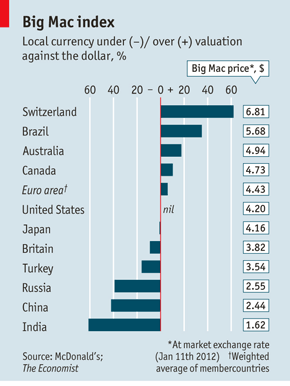 Big Mac index
Local currency under (−)/ over (+) valuation
against the dollar, %
Big Mac price*, $
60 40 20 − 0 + 20 40 60
Switzerland 6.81
Brazil 5.68
Australia 4.94
Canada 4.73
Euro area† 4.43
United States nil 4.20
Japan 4.16
Britain 3.82
Turkey 3.54
Russia 2.55
China 2.44
India 1.62
*At market exchange rate
Source: McDonald's; (Jan 11th 2012) †Weighted
The Economist average of membercountries